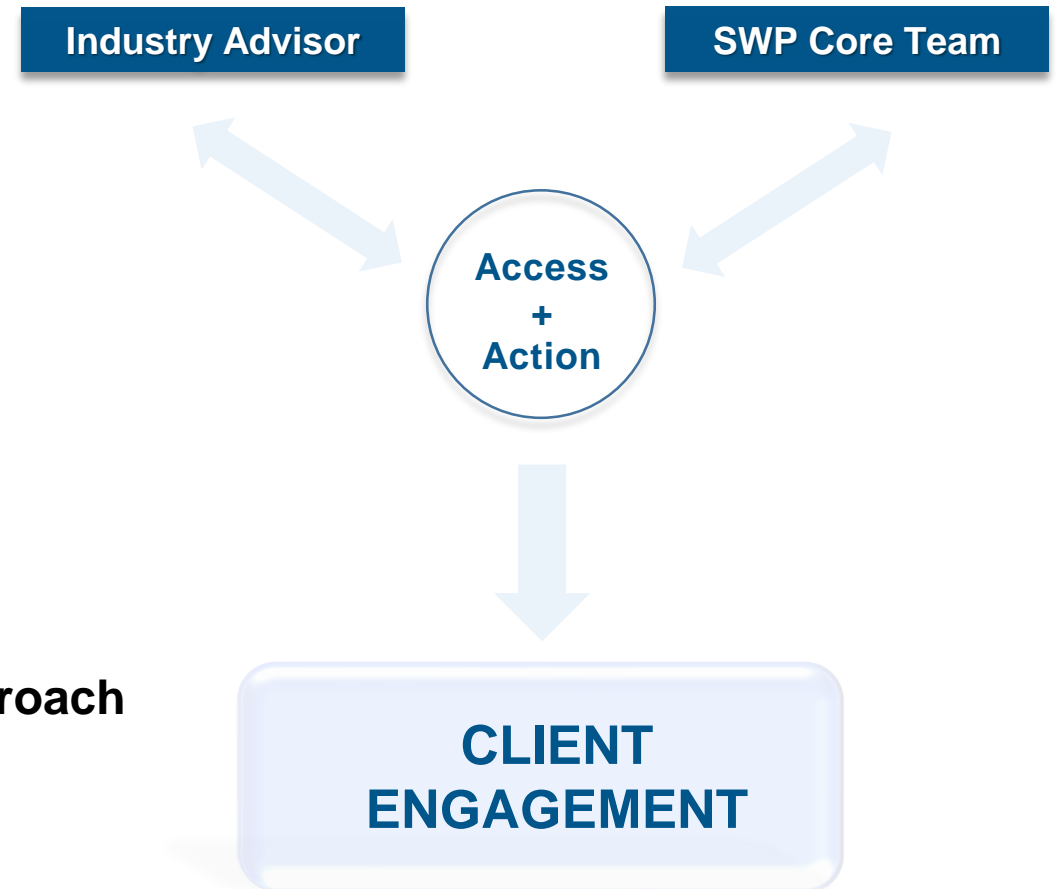 Industry Advisor
SWP Core Team
Access
+
Action
roach
CLIENT
ENGAGEMENT